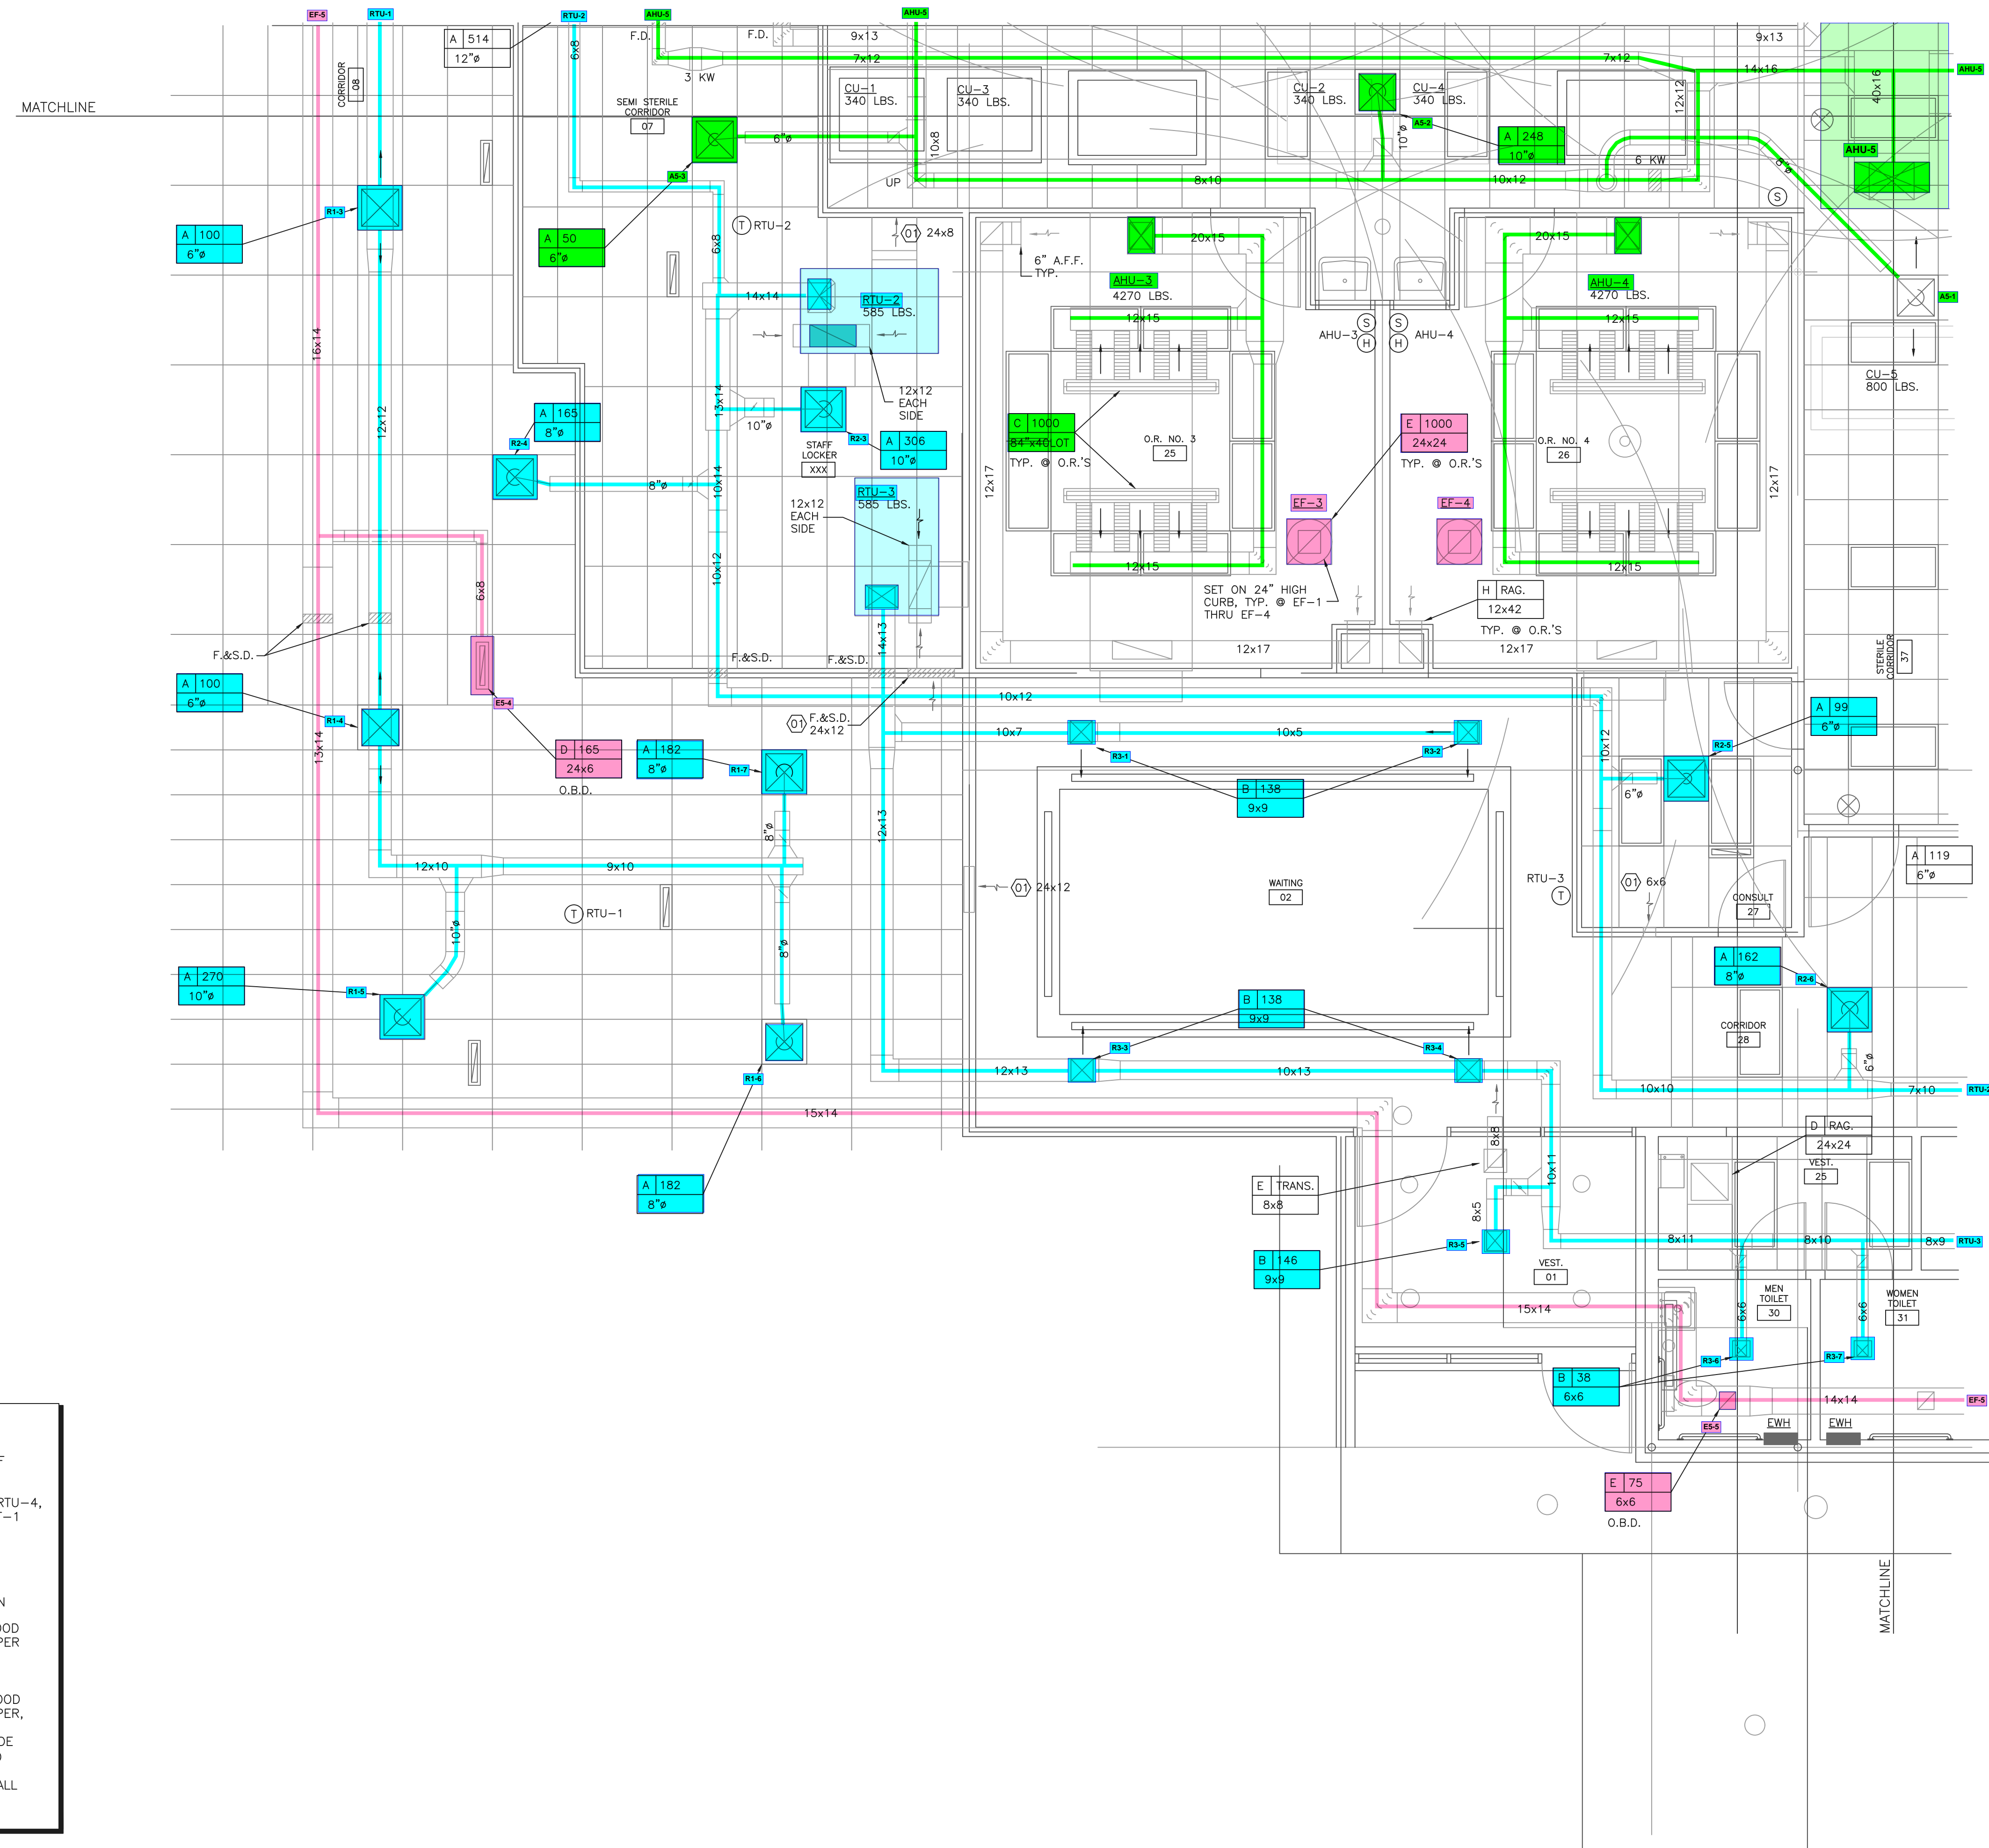 EF-5
RTU-1
RTU-2
AHU-5
AHU-5
A 514
12"ø
F.D.
F.D.
9x13
9x13
7x12
7x12
14x16
AHU-5
6x8
3 KW
CORRIDOR
08
CU-1
340 LBS.
CU-3
340 LBS.
CU-2
340 LBS.
CU-4
340 LBS.
12x12
40x16
MATCHLINE
SEMI STERILE
CORRIDOR
07
6"ø
10x8
10"ø
A5-2
A 248
10"ø
AHU-5
6 KW
8"ø
A5-3
UP
8x10
10x12
S
R1-3
A 100
6"ø
A 50
6"ø
T RTU-2
6x8
01 24x8
6" A.F.F.
TYP.
20x15
20x15
AHU-3
4270 LBS.
AHU-4
4270 LBS.
A5-1
14x14
RTU-2
585 LBS.
12x15
12x15
AHU-3
S
H
S
H
AHU-4
16x14
12x12
12x12
EACH
SIDE
CU-5
800 LBS.
13x14
A 165
8"ø
R2-4
10"ø
R2-3
A 306
10"ø
STAFF
LOCKER
XXX
C 1000
84"x40LOT
TYP. @ O.R.'S
O.R. NO. 3
25
E 1000
24x24
TYP. @ O.R.'S
O.R. NO. 4
26
12x17
12x17
8"ø
10x14
RTU-3
585 LBS.
12x12
EACH
SIDE
EF-3
EF-4
10x12
12x15
12x15
6x8
SET ON 24" HIGH
CURB, TYP. @ EF-1
THRU EF-4
H RAG.
12x42
TYP. @ O.R.'S
F.&S.D.
14x13
12x17
12x17
F.&S.D.
F.&S.D.
STERILE
CORRIDOR
37
A 100
6"ø
R1-4
E5-4
10x12
01 F.&S.D.
24x12
A 99
6"ø
13x14
D 165
24x6
O.B.D.
A 182
8"ø
R1-7
10x7
10x5
R3-1
R3-2
10x12
R2-5
B 138
9x9
6"ø
8"ø
12x13
12x10
9x10
A 119
6"ø
WAITING
02
01 24x12
RTU-3
T
01 6x6
CONSULT
27
T RTU-1
10"ø
8"ø
A 270
10"ø
R1-5
A 162
8"ø
R2-6
B 138
9x9
CORRIDOR
28
R3-3
R3-4
R1-6
12x13
10x13
6"ø
10x10
7x10
RTU-2
15x14
8x8
D RAG.
24x24
VEST.
25
A 182
8"ø
E TRANS.
8x8
10x11
8x5
B 146
9x9
R3-5
8x11
8x10
8x9
RTU-3
VEST.
01
15x14
MEN
TOILET
30
WOMEN
TOILET
31
6x6
6x6
R3-6
R3-7
B 38
6x6
14x14
EF-5
E5-5
EWH
EWH
E 75
6x6
O.B.D.
MATCHLINE
RTU-4,
PER
PER,
ALL